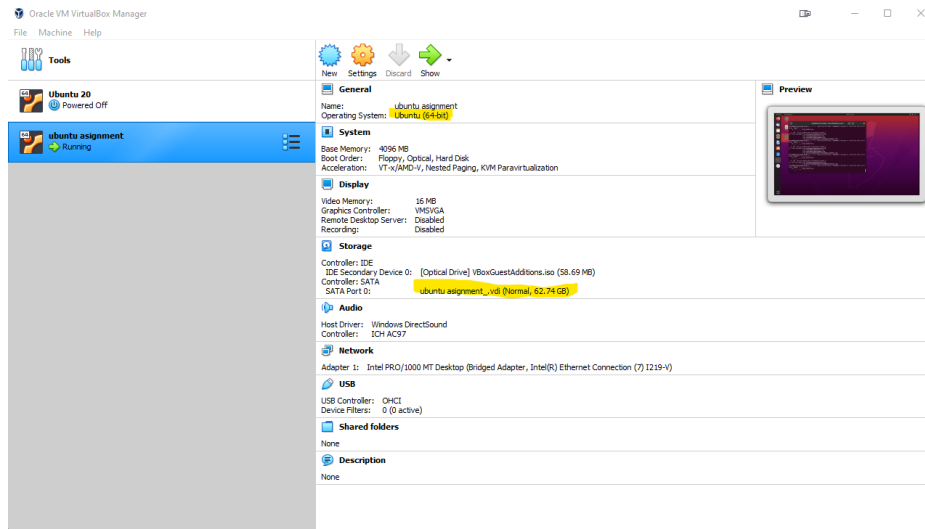 Oracle VM VirtualBox Manager
File Machine Help
Tools
New Settings Discard Show
64 Ubuntu 20
Powered Off
64 ubuntu asignment
Running
General
Name: ubuntu asignment
Operating System: Ubuntu (64-bit)
System
Base Memory: 4096 MB
Boot Order: Floppy, Optical, Hard Disk
Acceleration: VT-x/AMD-V, Nested Paging, KVM Paravirtualization
Display
Video Memory: 16 MB
Graphics Controller: VMSVGA
Remote Desktop Server: Disabled
Recording: Disabled
Storage
Controller: IDE
IDE Secondary Device 0: [Optical Drive] VBoxGuestAdditions.iso (58.69 MB)
Controller: SATA
SATA Port 0: ubuntu asignment_.vdi (Normal, 62.74 GB)
Audio
Host Driver: Windows DirectSound
Controller: ICH AC97
Network
Adapter 1: Intel PRO/1000 MT Desktop (Bridged Adapter, Intel(R) Ethernet Connection (7) I219-V)
USB
USB Controller: OHCI
Device Filters: 0 (0 active)
Shared folders
None
Description
None
Preview